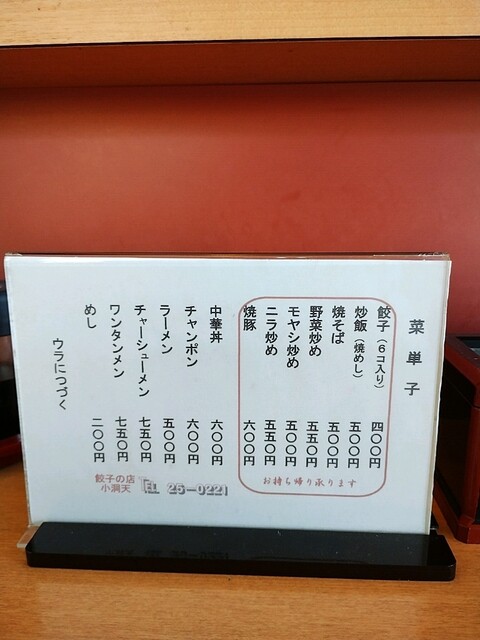 菜単子
餃子（６コ入り） 四〇〇円
炒飯（焼めし） 五〇〇円
焼そば 五〇〇円
野菜炒め 五五〇円
モヤシ炒め 五〇〇円
ニラ炒め 五五〇円
焼豚 六〇〇円
お持ち帰り承ります
中華丼 六〇〇円
チャンポン 六〇〇円
ラーメン 五〇〇円
チャーシューメン 七五〇円
ワンタンメン 七五〇円
めし 二〇〇円
ウラにつづく
餃子の店
小洞天
TEL 25-0221